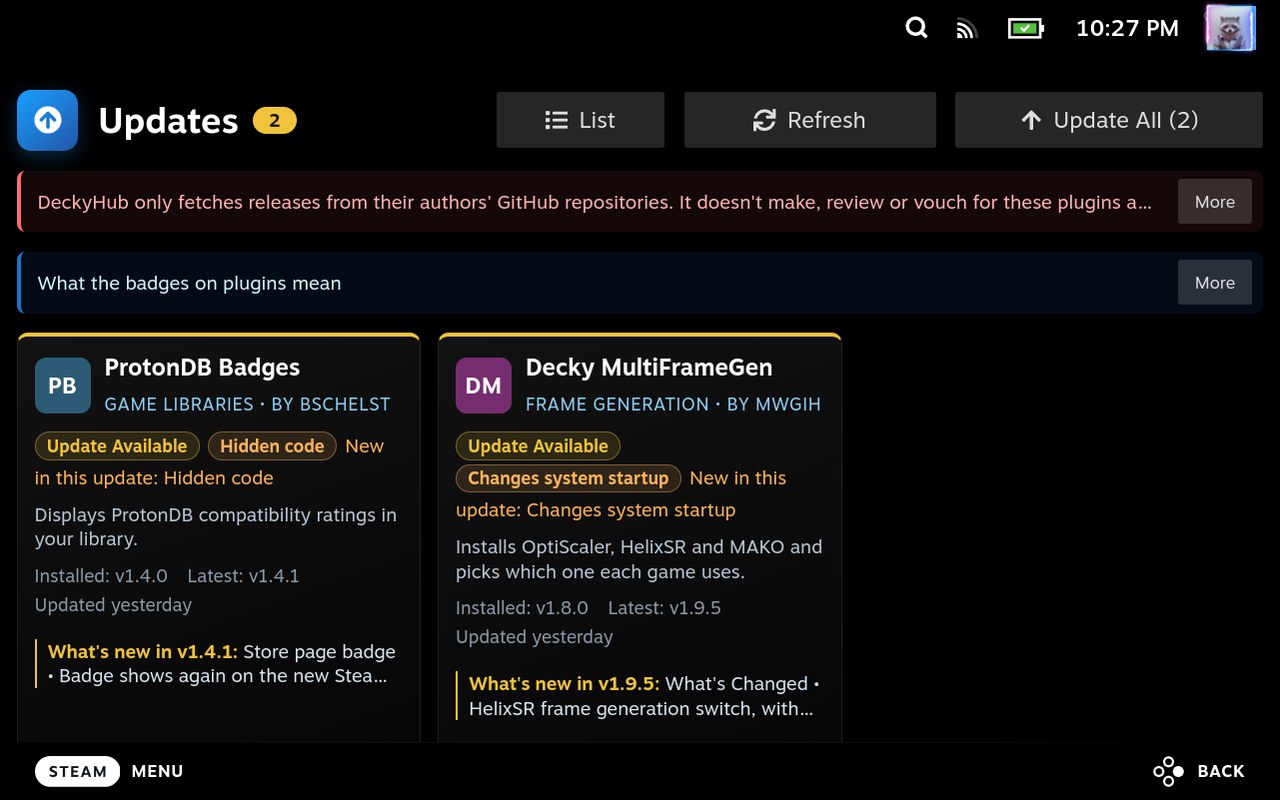 10:27 PM
Updates 2
List
Refresh
Update All (2)
DeckyHub only fetches releases from their authors' GitHub repositories. It doesn't make, review or vouch for these plugins a...
More
What the badges on plugins mean
More
PB
ProtonDB Badges
GAME LIBRARIES • BY BSCHELST
Update Available Hidden code New
in this update: Hidden code
Displays ProtonDB compatibility ratings in
your library.
Installed: v1.4.0 Latest: v1.4.1
Updated yesterday
What's new in v1.4.1: Store page badge
• Badge shows again on the new Stea...
DM
Decky MultiFrameGen
FRAME GENERATION • BY MWGIH
Update Available
Changes system startup New in this
update: Changes system startup
Installs OptiScaler, HelixSR and MAKO and
picks which one each game uses.
Installed: v1.8.0 Latest: v1.9.5
Updated yesterday
What's new in v1.9.5: What's Changed •
HelixSR frame generation switch, with...
STEAM MENU
BACK